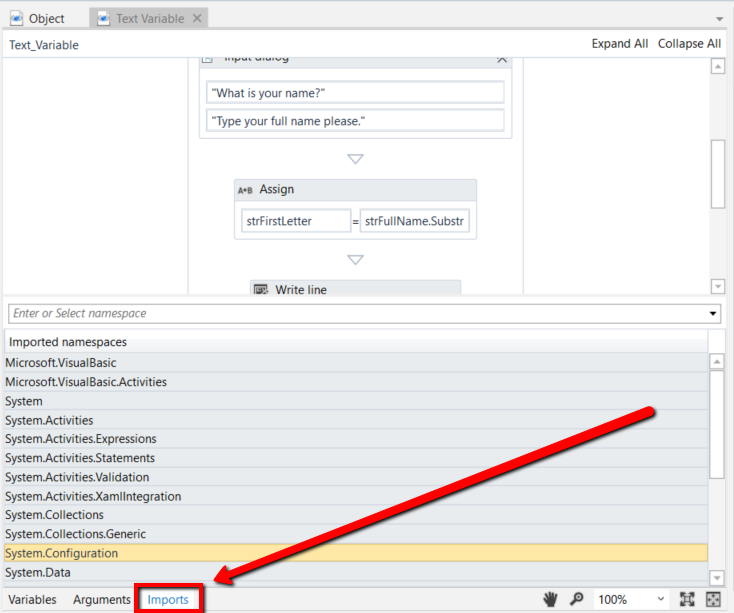 Object
Text Variable
Text_Variable
Expand All Collapse All
Input dialog
"What is your name?"
"Type your full name please."
A+B Assign
strFirstLetter = strFullName.Substr
Write line
Enter or Select namespace
Imported namespaces
Microsoft.VisualBasic
Microsoft.VisualBasic.Activities
System
System.Activities
System.Activities.Expressions
System.Activities.Statements
System.Activities.Validation
System.Activities.XamlIntegration
System.Collections
System.Collections.Generic
System.Configuration
System.Data
Variables Arguments Imports 100%